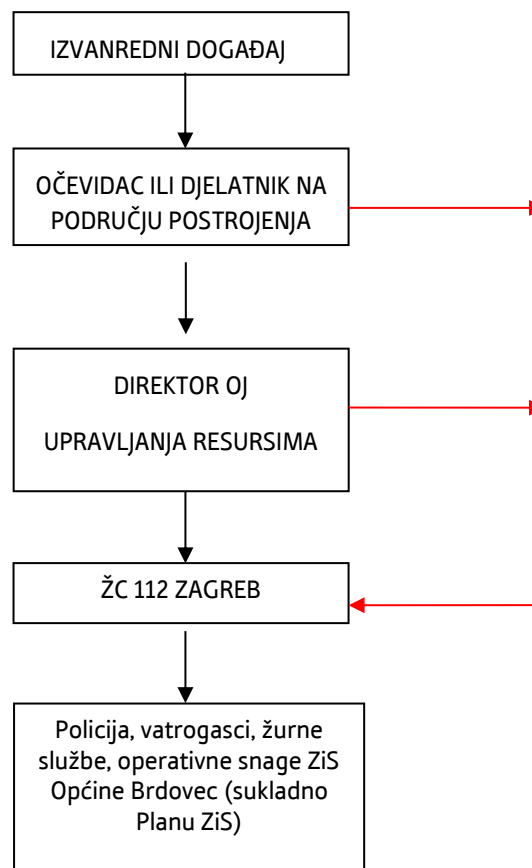 IZVANREDNI DOGAĐAJ
OČEVIDAC ILI DJELATNIK NA
PODRUČJU POSTROJENJA
DIREKTOR OJ
UPRAVLJANJA RESURSIMA
ŽC 112 ZAGREB
Policija, vatrogasci, žurne
službe, operativne snage ZiS
Općine Brdovec (sukladno
Planu ZiS)